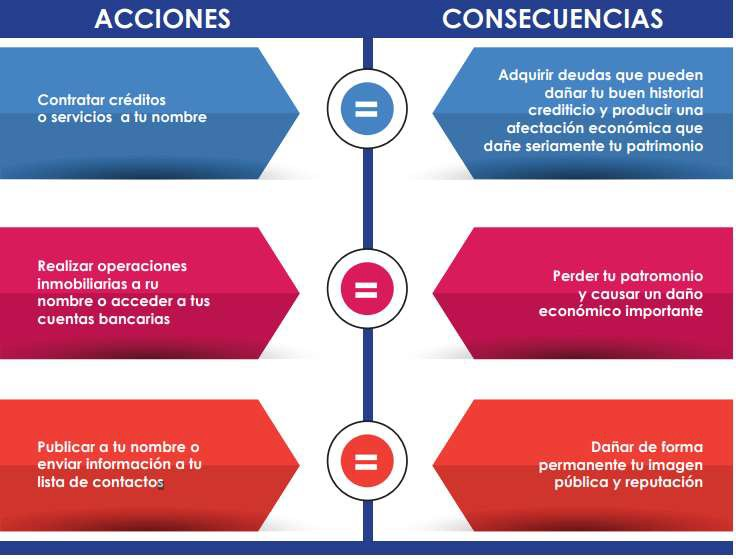 ACCIONES
CONSECUENCIAS
Contratar créditos
o servicios a tu nombre
=
Adquirir deudas que pueden
dañar tu buen historial
crediticio y producir una
afectación económica que
dañe seriamente tu patrimonio
Realizar operaciones
inmobiliarias a ru
nombre o acceder a tus
cuentas bancarias
=
Perder tu patromonio
y causar un daño
económico importante
Publicar a tu nombre o
enviar información a tu
lista de contactos
=
Dañar de forma
permanente tu imagen
pública y reputación